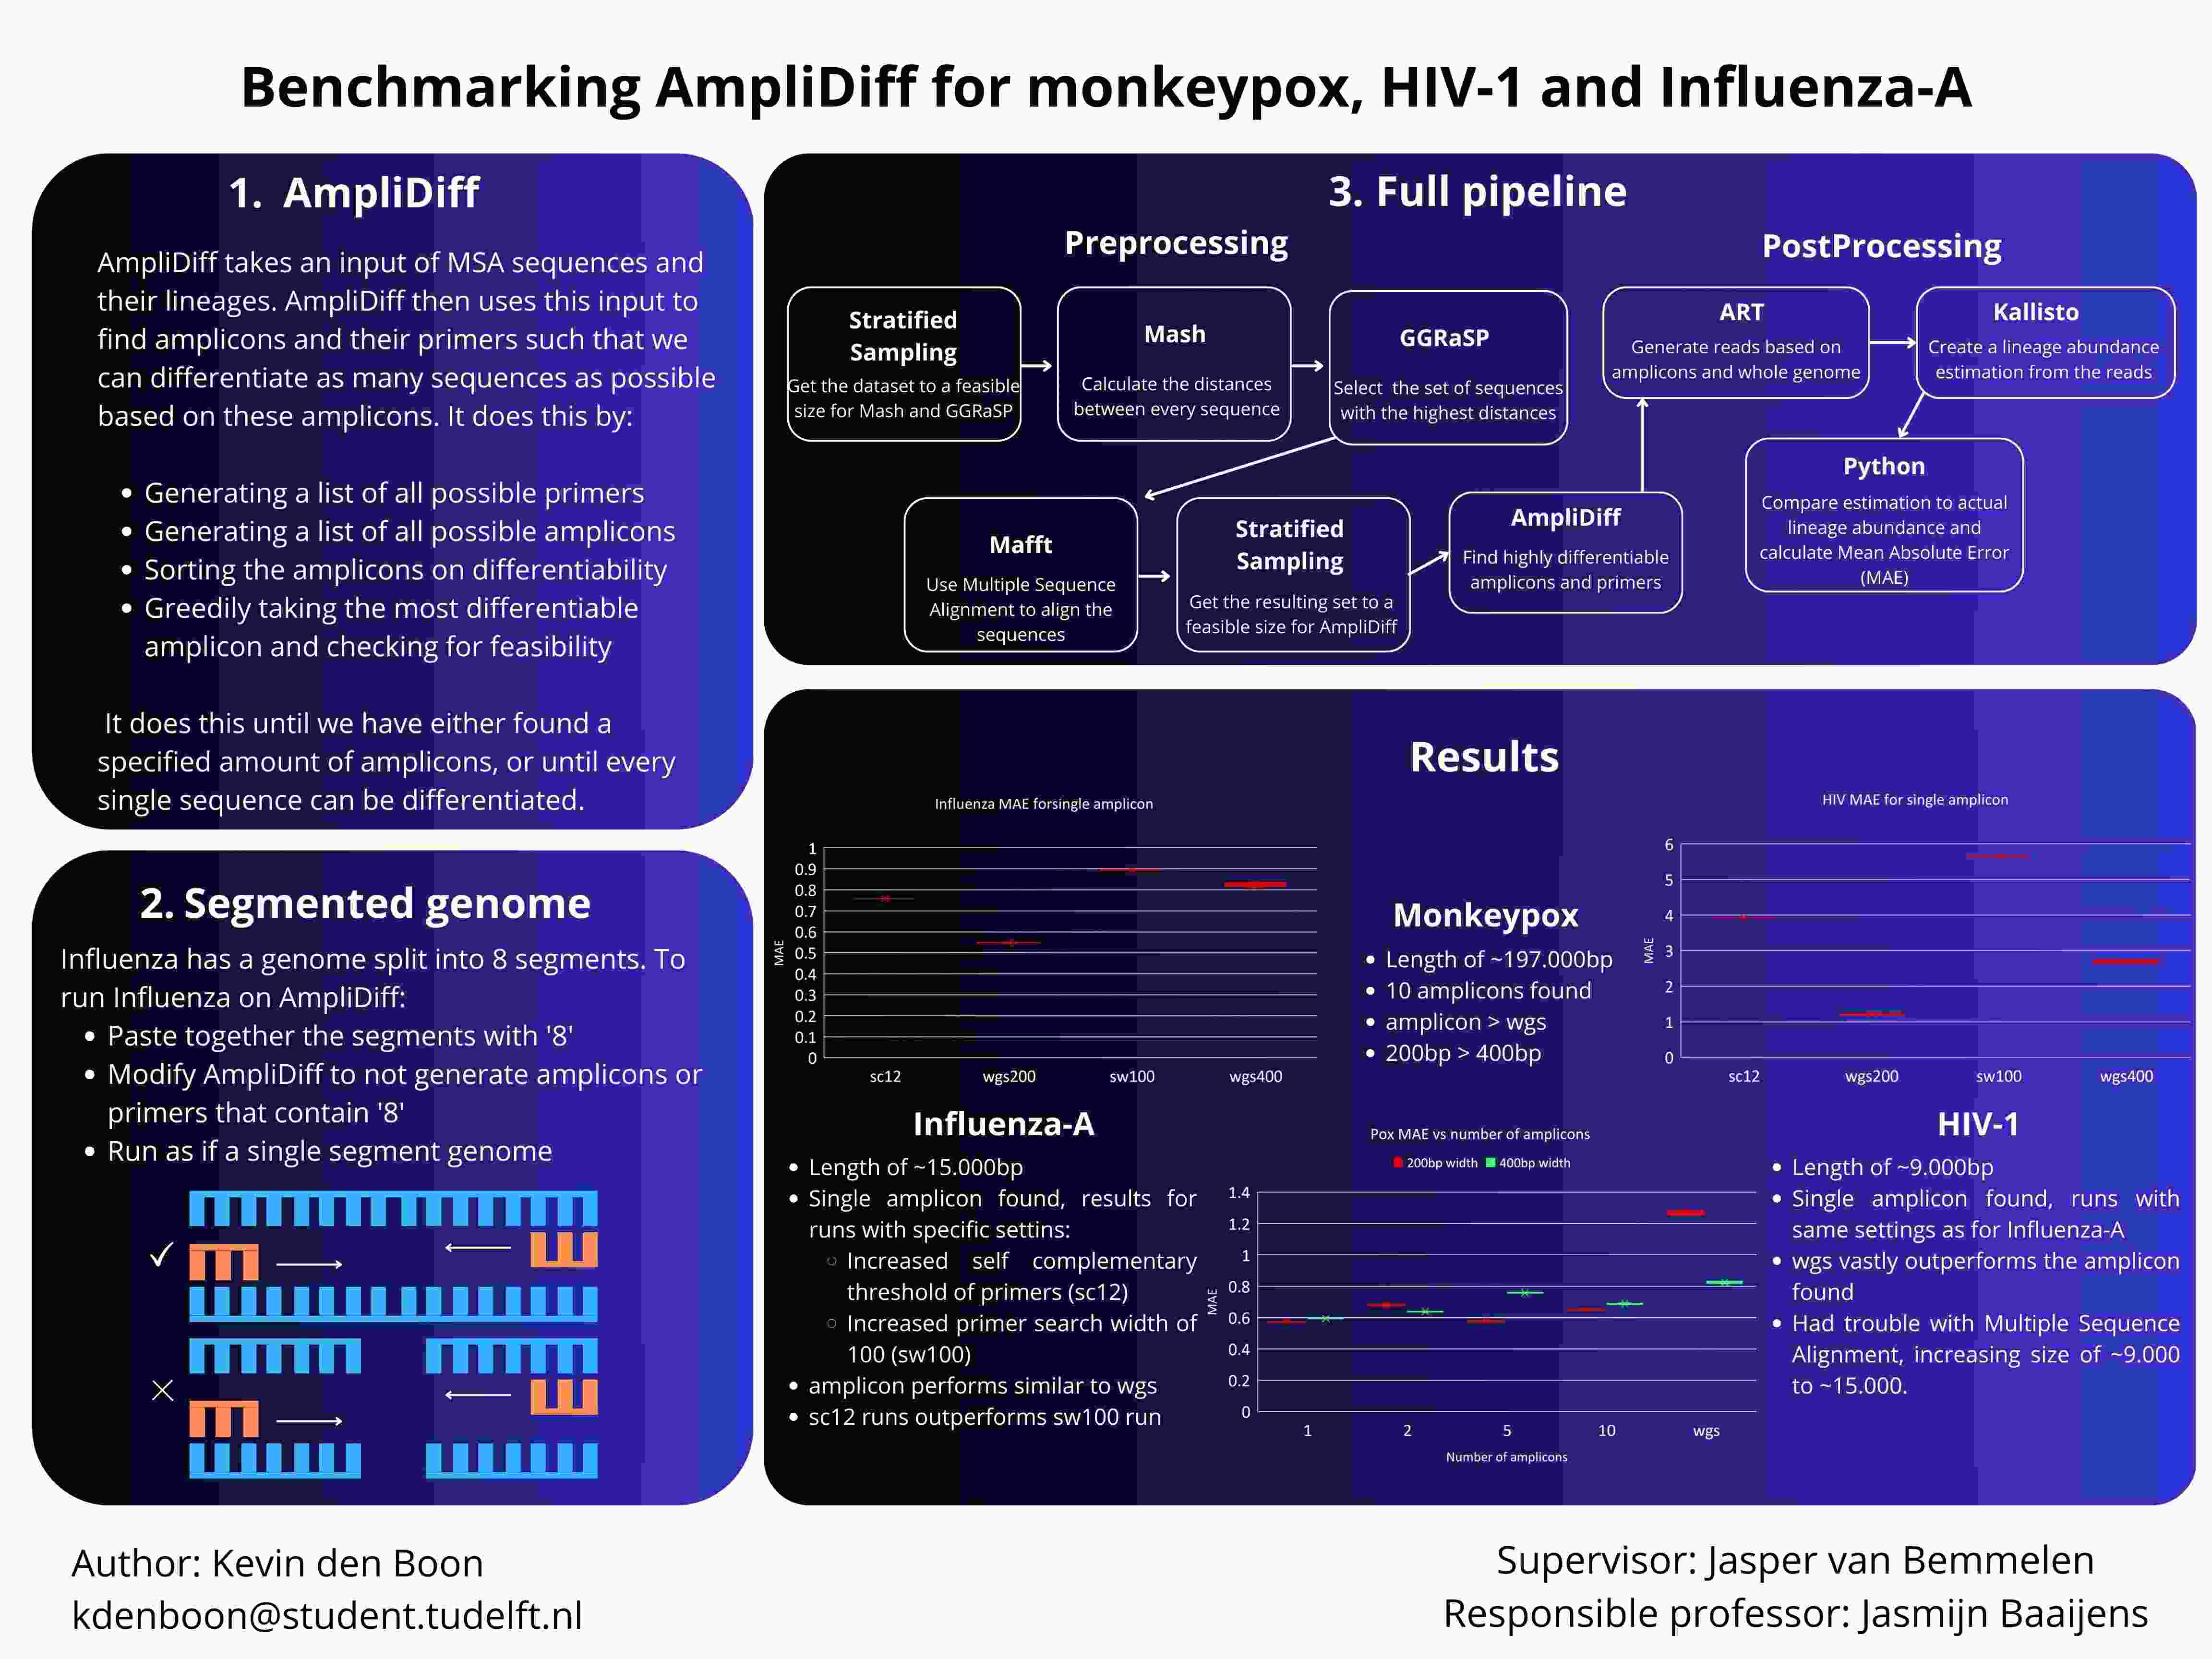 Benchmarking AmpliDiff for monkeypox, HIV-1 and Influenza-A
1. AmpliDiff
AmpliDiff takes an input of MSA sequences and
their lineages. AmpliDiff then uses this input to
find amplicons and their primers such that we
can differentiate as many sequences as possible
based on these amplicons. It does this by:
• Generating a list of all possible primers
• Generating a list of all possible amplicons
• Sorting the amplicons on differentiability
• Greedily taking the most differentiable
amplicon and checking for feasibility
It does this until we have either found a
specified amount of amplicons, or until every
single sequence can be differentiated.
2. Segmented genome
Influenza has a genome split into 8 segments. To
run Influenza on AmpliDiff:
• Paste together the segments with '8'
• Modify AmpliDiff to not generate amplicons or
primers that contain '8'
• Run as if a single segment genome
3. Full pipeline
Preprocessing
Stratified
Sampling
Get the dataset to a feasible
size for Mash and GGRaSP
Mash
Calculate the distances
between every sequence
GGRaSP
Select the set of sequences
with the highest distances
Mafft
Use Multiple Sequence
Alignment to align the
sequences
Stratified
Sampling
Get the resulting set to a
feasible size for AmpliDiff
AmpliDiff
Find highly differentiable
amplicons and primers
PostProcessing
ART
Generate reads based on
amplicons and whole genome
Kallisto
Create a lineage abundance
estimation from the reads
Python
Compare estimation to actual
lineage abundance and
calculate Mean Absolute Error
(MAE)
Results
Influenza MAE forsingle amplicon
MAE
1
0.9
0.8
0.7
0.6
0.5
0.4
0.3
0.2
0.1
0
sc12 wgs200 sw100 wgs400
Influenza-A
• Length of ~15.000bp
• Single amplicon found, results for
runs with specific settins:
○ Increased self complementary
threshold of primers (sc12)
○ Increased primer search width of
100 (sw100)
• amplicon performs similar to wgs
• sc12 runs outperforms sw100 run
Monkeypox
• Length of ~197.000bp
• 10 amplicons found
• amplicon > wgs
• 200bp > 400bp
Pox MAE vs number of amplicons
200bp width 400bp width
MAE
1.4
1.2
1
0.8
0.6
0.4
0.2
0
1 2 5 10 wgs
Number of amplicons
HIV MAE for single amplicon
MAE
6
5
4
3
2
1
0
sc12 wgs200 sw100 wgs400
HIV-1
• Length of ~9.000bp
• Single amplicon found, runs with
same settings as for Influenza-A
• wgs vastly outperforms the amplicon
found
• Had trouble with Multiple Sequence
Alignment, increasing size of ~9.000
to ~15.000.
Author: Kevin den Boon
kdenboon@student.tudelft.nl
Supervisor: Jasper van Bemmelen
Responsible professor: Jasmijn Baaijens